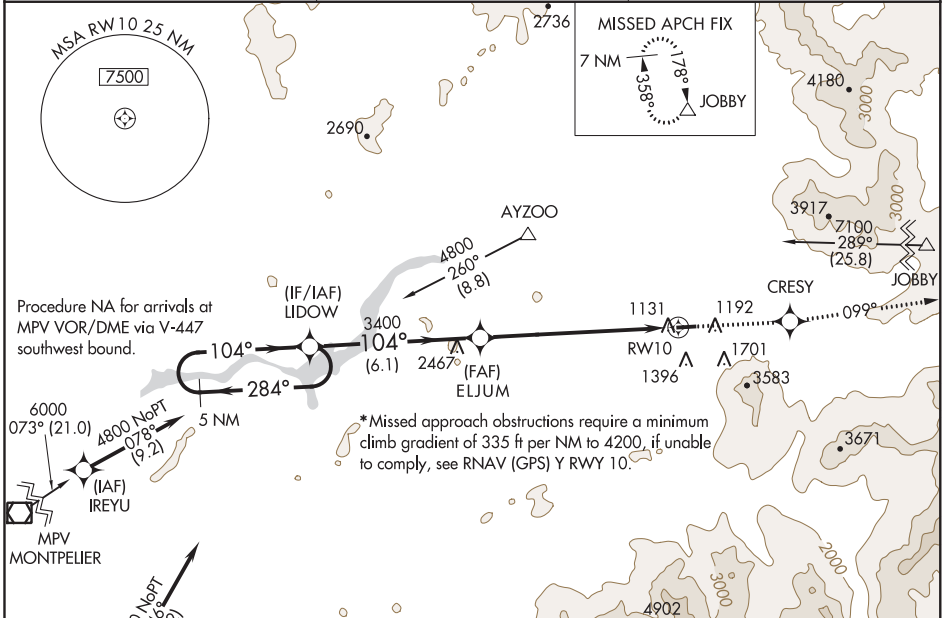 MSA RW10 25 NM
7500
2736
MISSED APCH FIX
7 NM
178°
358°
JOBBY
4180
3000
2690
3917
3000
7100
289°
(25.8)
JOBBY
AYZOO
4800
260°
(8.8)
Procedure NA for arrivals at
MPV VOR/DME via V-447
southwest bound.
(IF/IAF)
LIDOW
CRESY
099°
3400
104°
104°
(6.1)
2467
284°
5 NM
(FAF)
ELJUM
1131
1192
RW10
1396
1701
3583
6000
073° (21.0)
4800 NoPT
078°
(9.2)
(IAF)
IREYU
*Missed approach obstructions require a minimum
climb gradient of 335 ft per NM to 4200, if unable
to comply, see RNAV (GPS) Y RWY 10.
3671
MPV
MONTPELIER
2000
3000
4902
NoPT